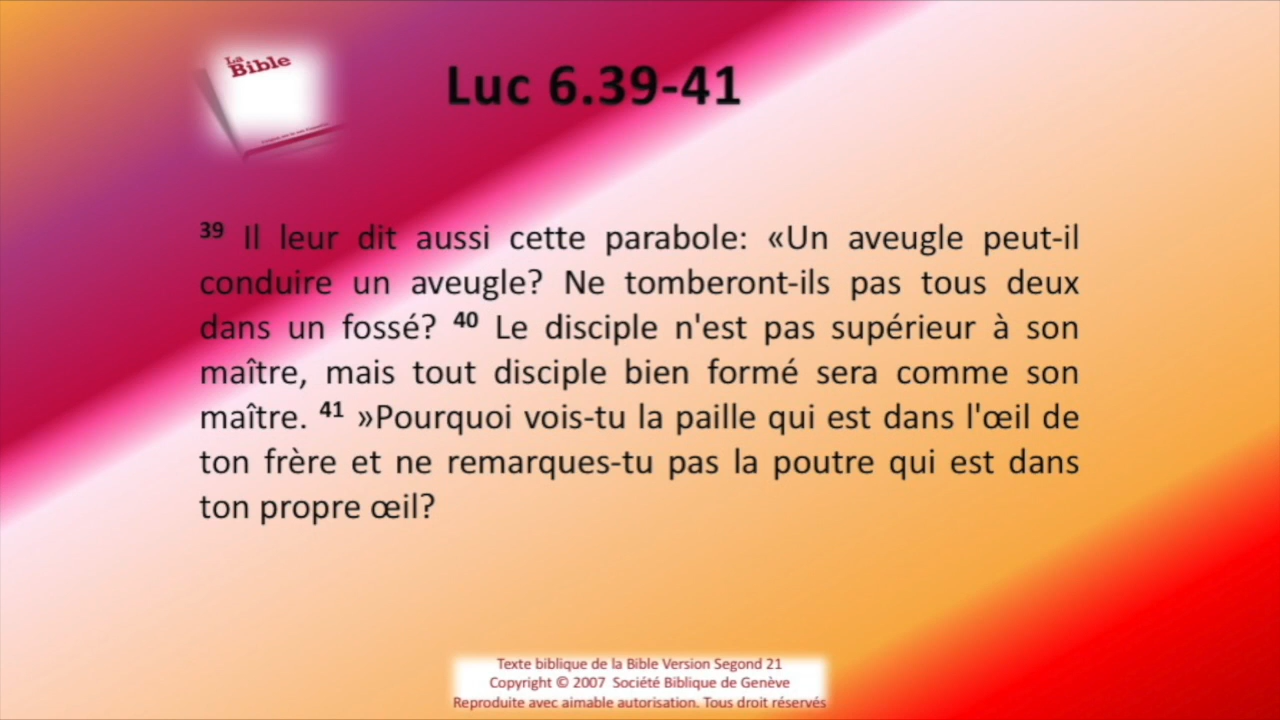 La
Bible
Luc 6.39-41
39 Il leur dit aussi cette parabole: «Un aveugle peut-il
conduire un aveugle? Ne tomberont-ils pas tous deux
dans un fossé? 40 Le disciple n'est pas supérieur à son
maître, mais tout disciple bien formé sera comme son
maître. 41 »Pourquoi vois-tu la paille qui est dans l'œil de
ton frère et ne remarques-tu pas la poutre qui est dans
ton propre œil?
Texte biblique de la Bible Version Segond 21
Copyright © 2007 Société Biblique de Genève
Reproduite avec aimable autorisation. Tous droit réservés